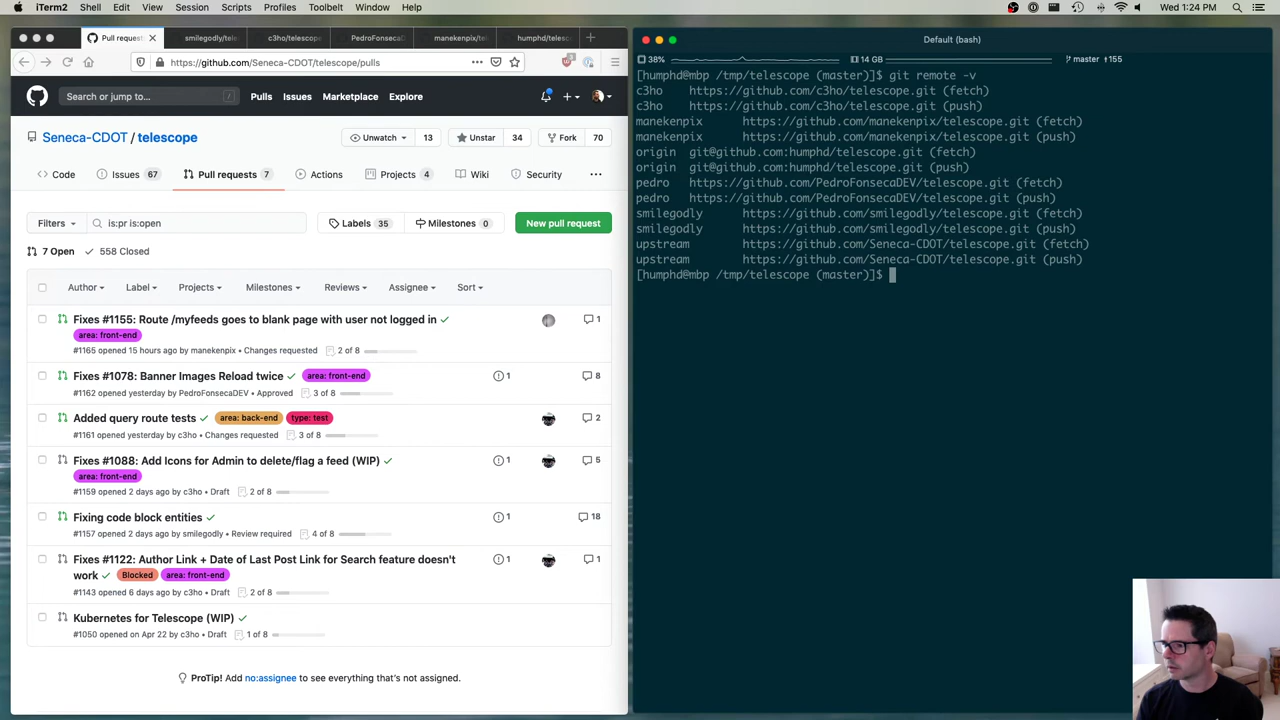 iTerm2 Shell Edit View Session Scripts Profiles Toolbelt Window Help
Wed 1:24 PM
Pull reques
smilegodly/tele
c3ho/telescope
PedroFonsecaD
manekenpix/tel
humphd/telesc
https://github.com/Seneca-CDOT/telescope/pulls
Search or jump to...
/
Pulls Issues Marketplace Explore
Seneca-CDOT / telescope
Unwatch 13
Unstar 34
Fork 70
Code
Issues 67
Pull requests 7
Actions
Projects 4
Wiki
Security
Filters
is:pr is:open
Labels 35
Milestones 0
New pull request
7 Open
558 Closed
Author Label Projects Milestones Reviews Assignee Sort
Fixes #1155: Route /myfeeds goes to blank page with user not logged in
1
area: front-end
#1165 opened 15 hours ago by manekenpix • Changes requested 2 of 8
Fixes #1078: Banner Images Reload twice area: front-end
1 8
#1162 opened yesterday by PedroFonsecaDEV • Approved 3 of 8
Added query route tests area: back-end type: test
2
#1161 opened yesterday by c3ho • Changes requested 3 of 8
Fixes #1088: Add Icons for Admin to delete/flag a feed (WIP)
1 5
area: front-end
#1159 opened 2 days ago by c3ho • Draft 2 of 8
Fixing code block entities
1 18
#1157 opened 2 days ago by smilegodly • Review required 4 of 8
Fixes #1122: Author Link + Date of Last Post Link for Search feature doesn't
1 1
work Blocked area: front-end
#1143 opened 6 days ago by c3ho • Draft 2 of 8
Kubernetes for Telescope (WIP)
#1050 opened on Apr 22 by c3ho • Draft 1 of 8
ProTip! Add no:assignee to see everything that's not assigned.
Default (bash)
38%
14 GB
master ↑155
[humphd@mbp /tmp/telescope (master)]$ git remote -v
c3ho https://github.com/c3ho/telescope.git (fetch)
c3ho https://github.com/c3ho/telescope.git (push)
manekenpix https://github.com/manekenpix/telescope.git (fetch)
manekenpix https://github.com/manekenpix/telescope.git (push)
origin git@github.com:humphd/telescope.git (fetch)
origin git@github.com:humphd/telescope.git (push)
pedro https://github.com/PedroFonsecaDEV/telescope.git (fetch)
pedro https://github.com/PedroFonsecaDEV/telescope.git (push)
smilegodly https://github.com/smilegodly/telescope.git (fetch)
smilegodly https://github.com/smilegodly/telescope.git (push)
upstream https://github.com/Seneca-CDOT/telescope.git (fetch)
upstream https://github.com/Seneca-CDOT/telescope.git (push)
[humphd@mbp /tmp/telescope (master)]$